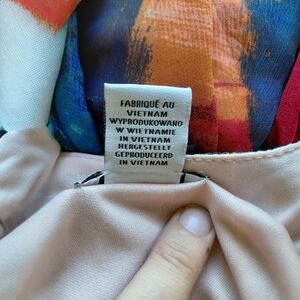 FABRIQUÉ AU
VIETNAM
WYPRODUKOWANO
W WIETNAMIE
IN VIETNAM
HERGESTELLT
GEPRODUCEERD
IN VIETNAM